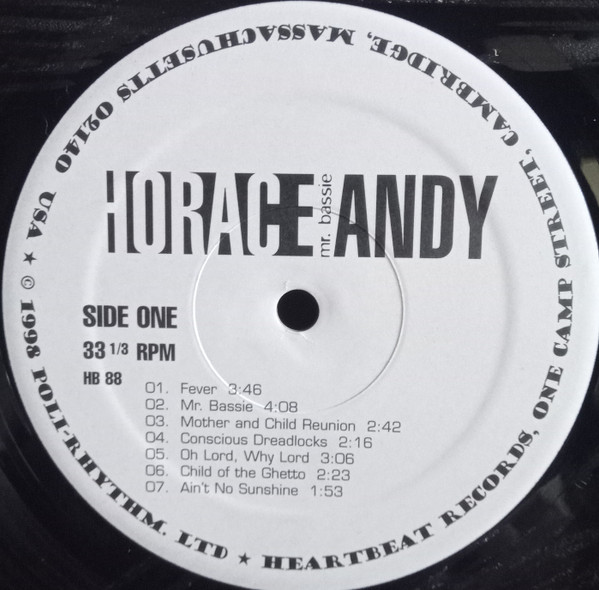 HORACE ANDY
mr. bassie
SIDE ONE
33 1/3 RPM
HB 88
01. Fever 3:46
02. Mr. Bassie 4:08
03. Mother and Child Reunion 2:42
04. Conscious Dreadlocks 2:16
05. Oh Lord, Why Lord 3:06
06. Child of the Ghetto 2:23
07. Ain't No Sunshine 1:53
© 1998 POLI-RHYTHM. LTD ★ HEARTBEAT RECORDS, ONE CAMP STREET, CAMBRIDGE, MASSACHUSETTS 02140 USA ★